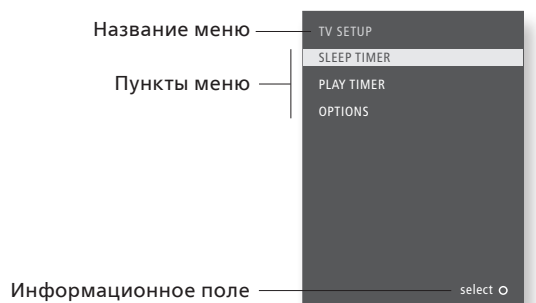 Название меню
TV SETUP
SLEEP TIMER
Пункты меню
PLAY TIMER
OPTIONS
Информационное поле
select